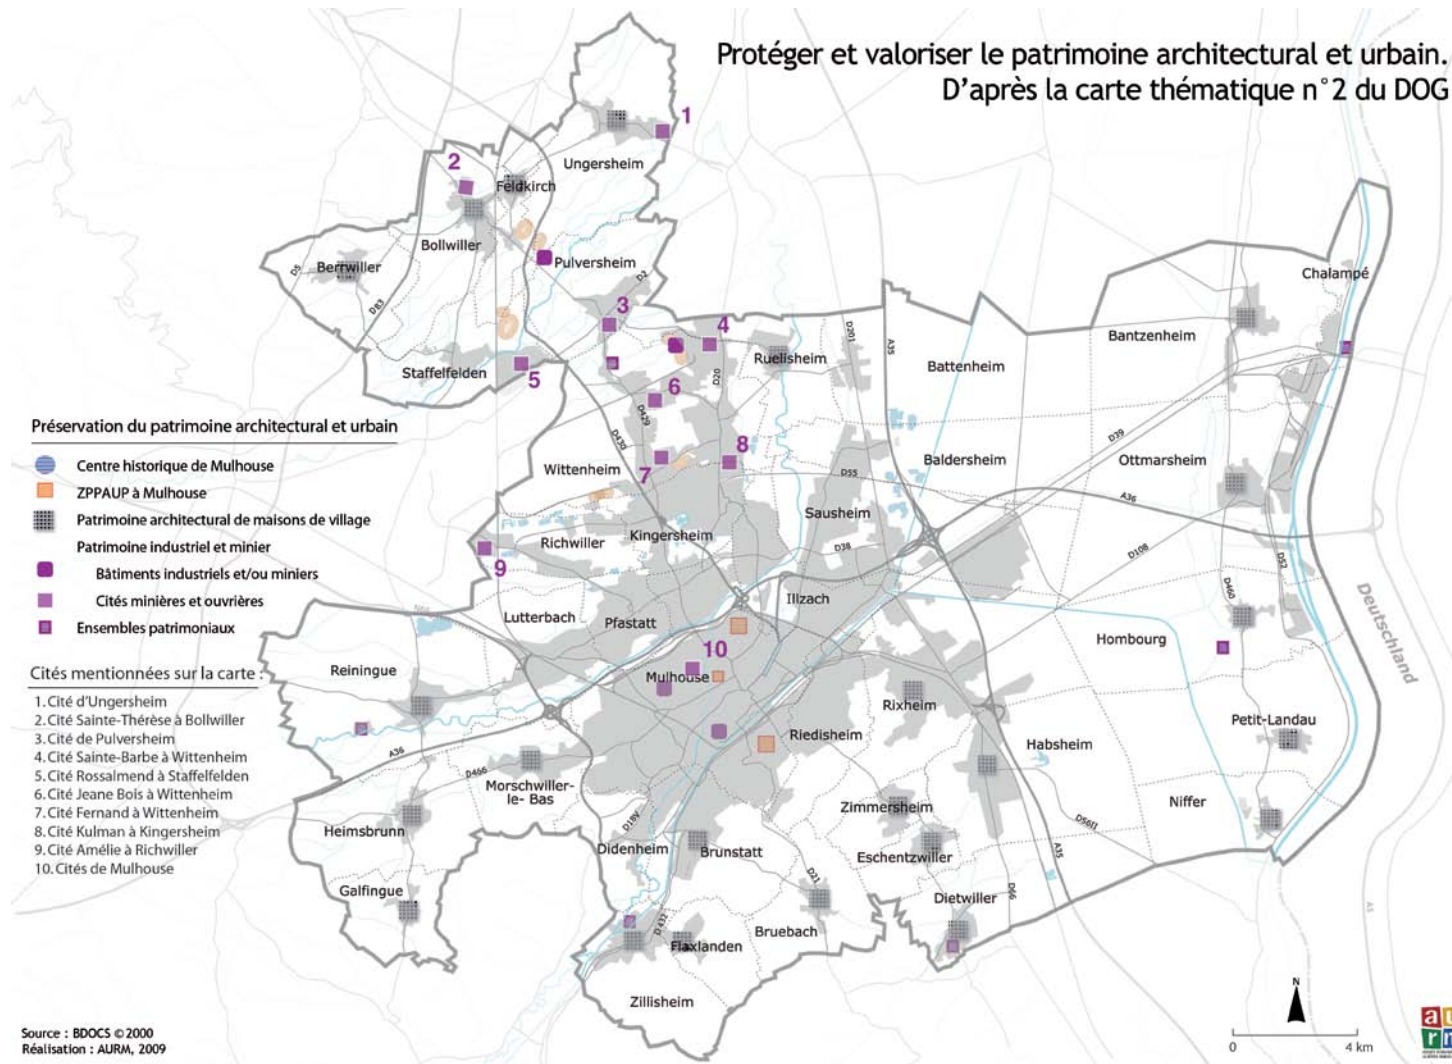 Protéger et valoriser le patrimoine architectural et urbain.
D'après la carte thématique n°2 du DOG
1
Ungersheim
2
Feldkirch
Bollwiller
Berrwiller
D5
D83
Pulversheim
D2
3
4
Ruelisheim
D201
A35
Battenheim
Bantzenheim
Chalampé
Staffelfelden
5
6
D20
D429
D430
7
8
Wittenheim
D55
Baldersheim
D39
Ottmarsheim
A36
Sausheim
Richwiller
Kingersheim
D38
D108
D52
9
Lutterbach
Pfastatt
Illzach
D460
Hombourg
Deutschland
10
Mulhouse
Reiningue
Rixheim
Riedisheim
Petit-Landau
Habsheim
A36
D466
Morschwiller-
le- Bas
Zimmersheim
Niffer
D56II
Heimsbrunn
Didenheim
Brunstatt
Eschentzwiller
A35
D21
Galfingue
Dietwiller
D66
D432
Flaxlanden
Bruebach
A5
Zillisheim
Préservation du patrimoine architectural et urbain
Centre historique de Mulhouse
ZPPAUP à Mulhouse
Patrimoine architectural de maisons de village
Patrimoine industriel et minier
Bâtiments industriels et/ou miniers
Cités minières et ouvrières
Ensembles patrimoniaux
Cités mentionnées sur la carte :
1. Cité d'Ungersheim
2. Cité Sainte-Thérèse à Bollwiller
3. Cité de Pulversheim
4. Cité Sainte-Barbe à Wittenheim
5. Cité Rossalmend à Staffelfelden
6. Cité Jeane Bois à Wittenheim
7. Cité Fernand à Wittenheim
8. Cité Kulman à Kingersheim
9. Cité Amélie à Richwiller
10. Cités de Mulhouse
N
0 4 km
Source : BDOCS © 2000
Réalisation : AURM, 2009